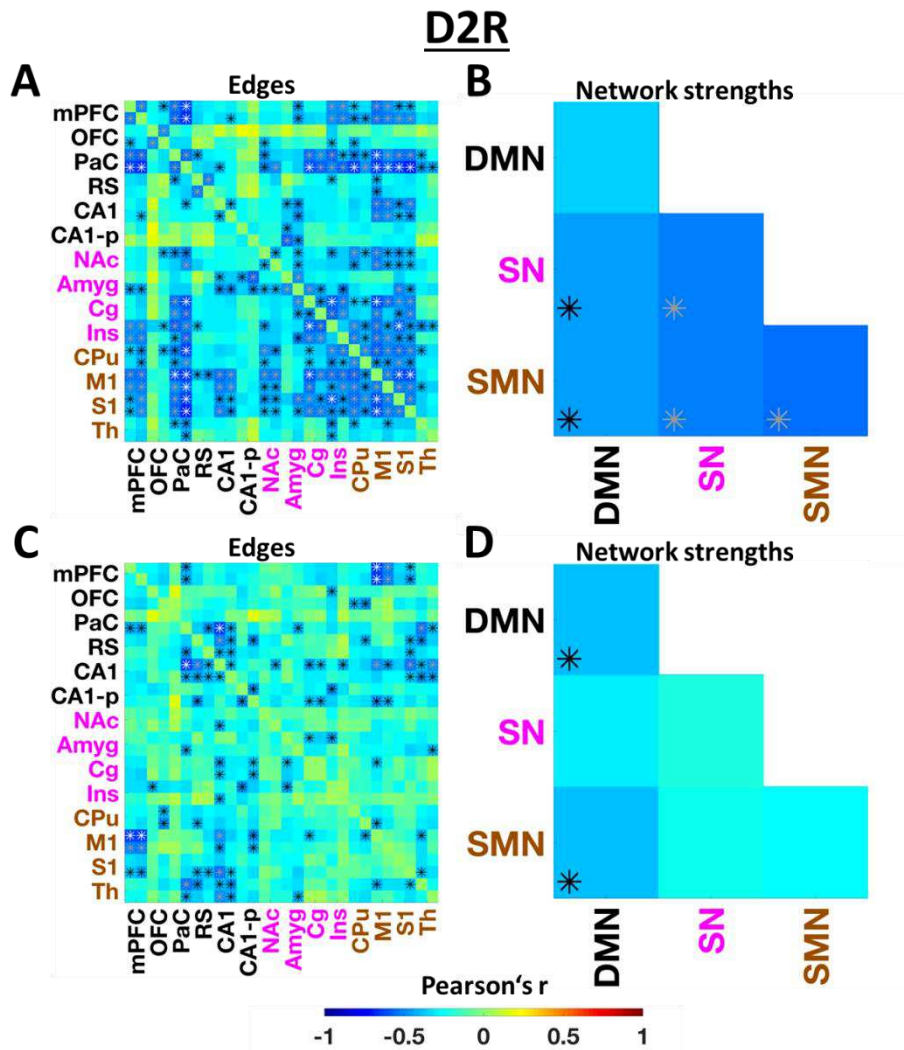 D2R
A
Edges
mPFC
OFC
PaC
RS
CA1
CA1-p
NAc
Amyg
Cg
Ins
CPu
M1
S1
Th
mPFC
OFC
PaC
RS
CA1
CA1-p
NAc
Amyg
Cg
Ins
CPu
M1
S1
Th
B
Network strengths
DMN
SN
SMN
DMN
SN
SMN
C
Edges
mPFC
OFC
PaC
RS
CA1
CA1-p
NAc
Amyg
Cg
Ins
CPu
M1
S1
Th
mPFC
OFC
PaC
RS
CA1
CA1-p
NAc
Amyg
Cg
Ins
CPu
M1
S1
Th
D
Network strengths
DMN
SN
SMN
DMN
SN
SMN
Pearson‘s r
-1 -0.5 0 0.5 1